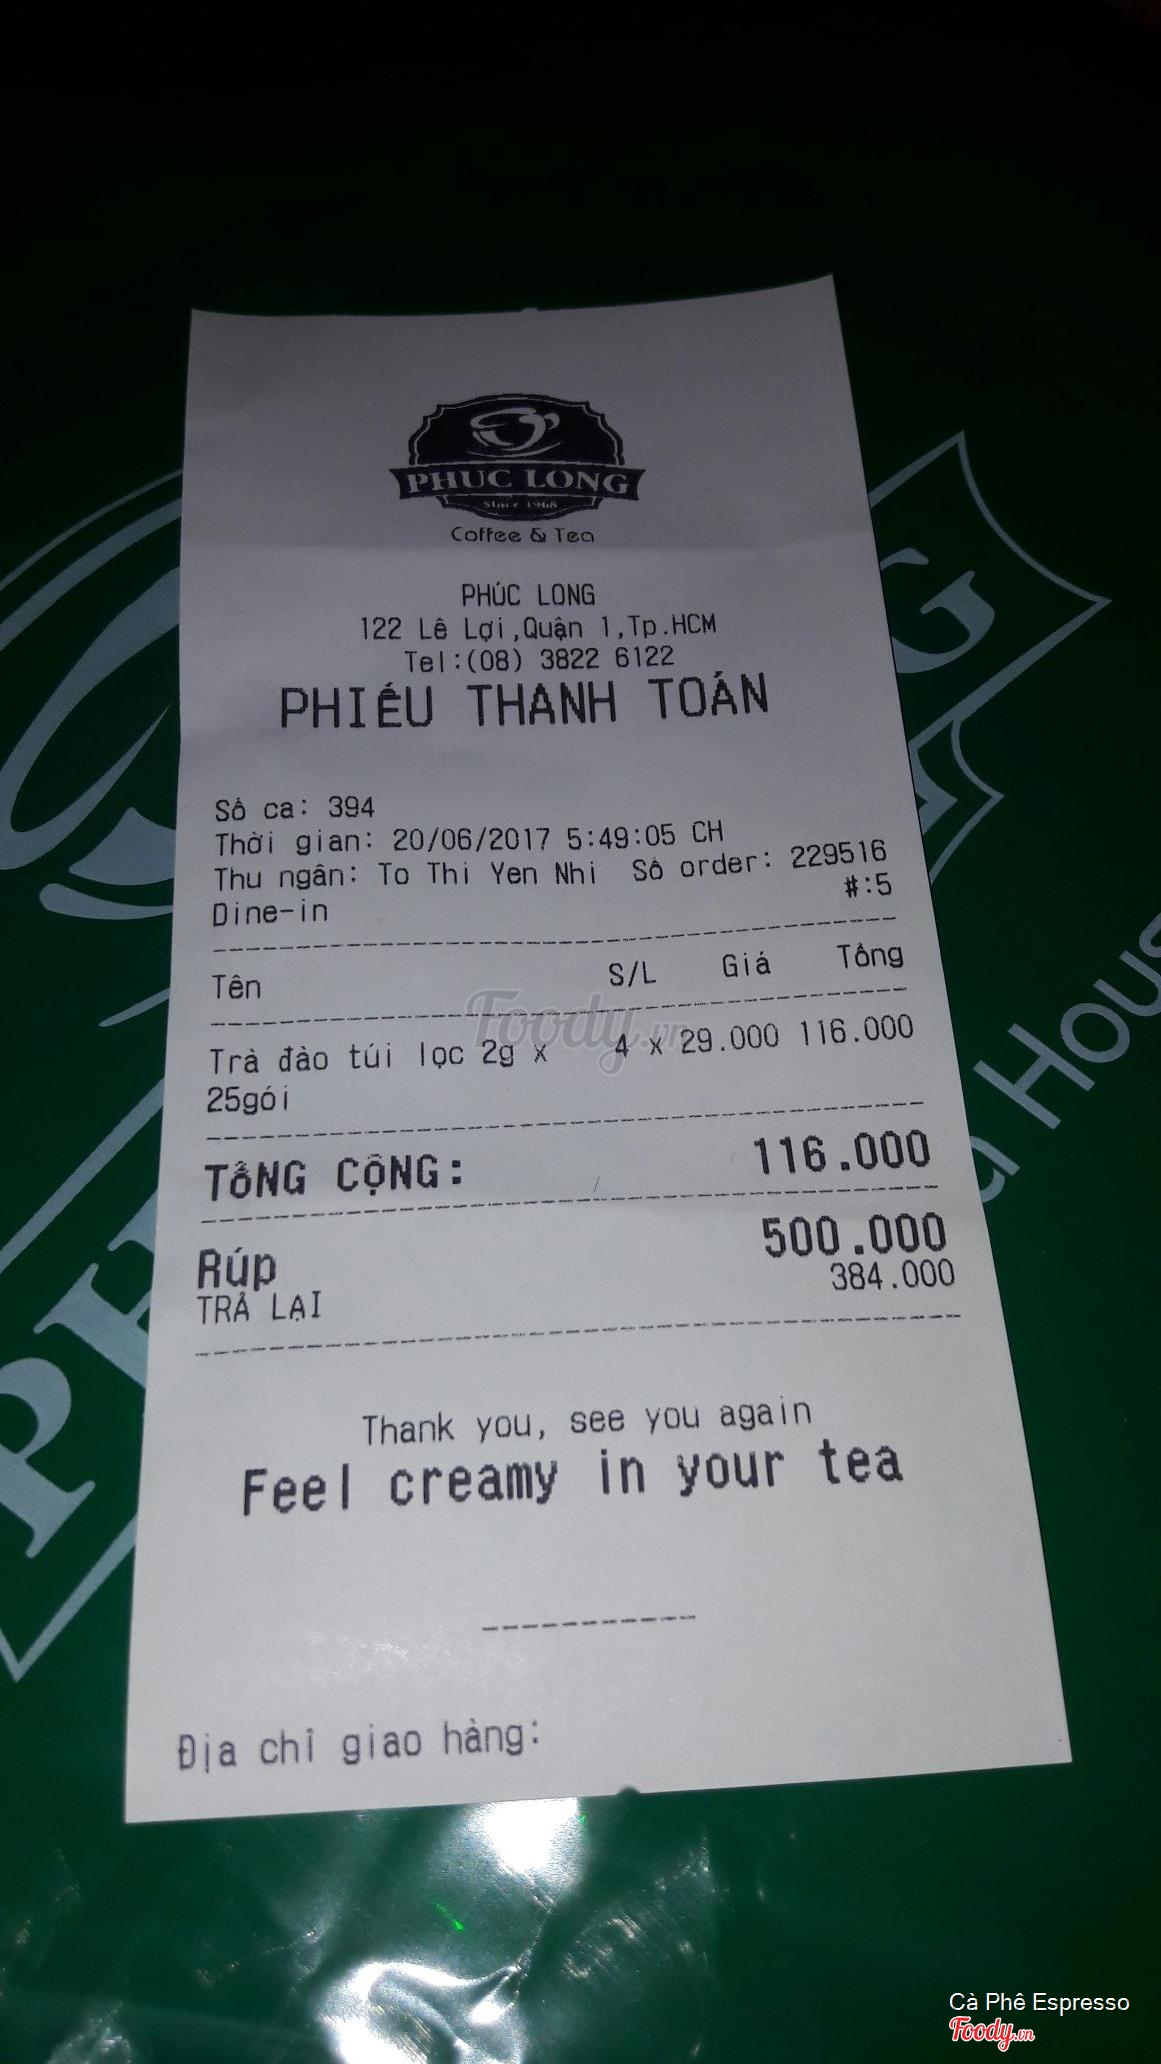 PHUC LONG
Since 1968
Coffee & Tea
PHÚC LONG
122 Lê Lợi,Quận 1,Tp.HCM
Tel:(08) 3822 6122
PHIẾU THANH TOÁN
Số ca: 394
Thời gian: 20/06/2017 5:49:05 CH
Thu ngân: To Thi Yen Nhi Số order: 229516
Dine-in #:5
Tên S/L Giá Tổng
Trà đào túi lọc 2g x 4 x 29.000 116.000
25gói
TỔNG CỘNG: 116.000
Rúp 500.000
TRẢ LẠI 384.000
Thank you, see you again
Feel creamy in your tea
Địa chỉ giao hàng:
Foody.vn
Cà Phê Espresso
Foody.vn